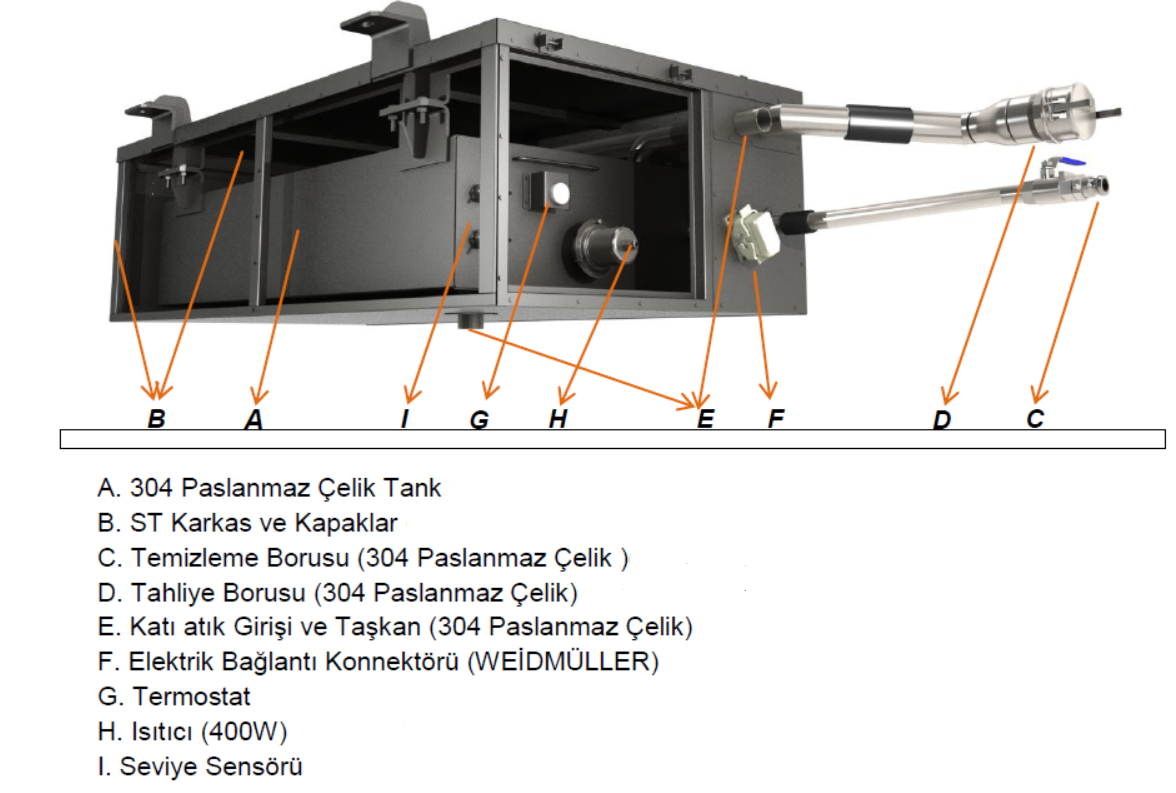 B A I G H E F D C
A. 304 Paslanmaz Çelik Tank
B. ST Karkas ve Kapaklar
C. Temizleme Borusu (304 Paslanmaz Çelik )
D. Tahliye Borusu (304 Paslanmaz Çelik)
E. Katı atık Girişi ve Taşkan (304 Paslanmaz Çelik)
F. Elektrik Bağlantı Konnektörü (WEİDMÜLLER)
G. Termostat
H. Isıtıcı (400W)
I. Seviye Sensörü